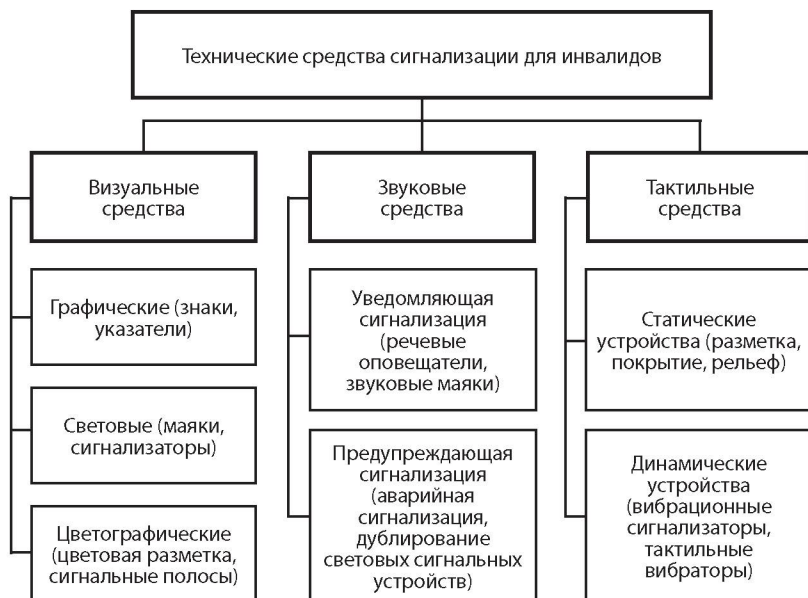 Технические средства сигнализации для инвалидов
Визуальные
средства
Графические (знаки,
указатели)
Световые (маяки,
сигнализаторы)
Цветографические
(цветовая разметка,
сигнальные полосы)
Звуковые
средства
Уведомляющая
сигнализация
(речевые
оповещатели,
звуковые маяки)
Предупреждающая
сигнализация
(аварийная
сигнализация,
дублирование
световых сигнальных
устройств)
Тактильные
средства
Статические
устройства (разметка,
покрытие, рельеф)
Динамические
устройства
(вибрационные
сигнализаторы,
тактильные
вибраторы)